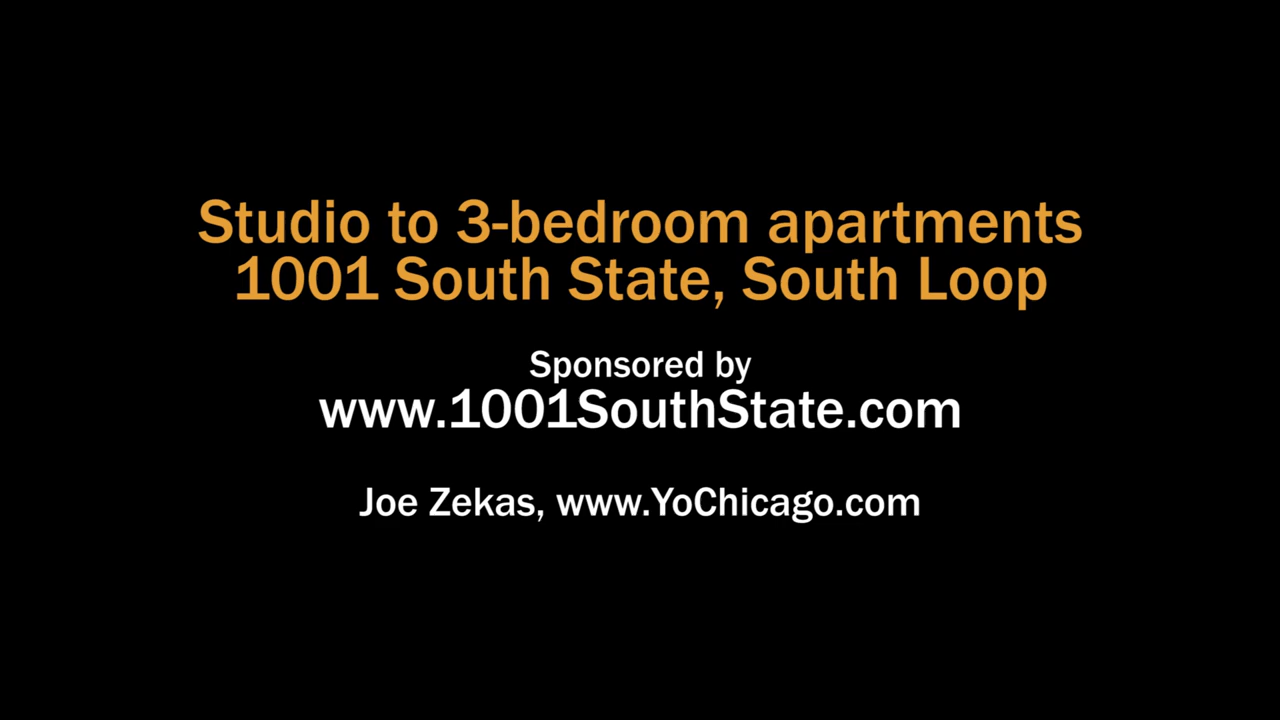 Studio to 3-bedroom apartments
1001 South State, South Loop
Sponsored by
www.1001SouthState.com
Joe Zekas, www.YoChicago.com